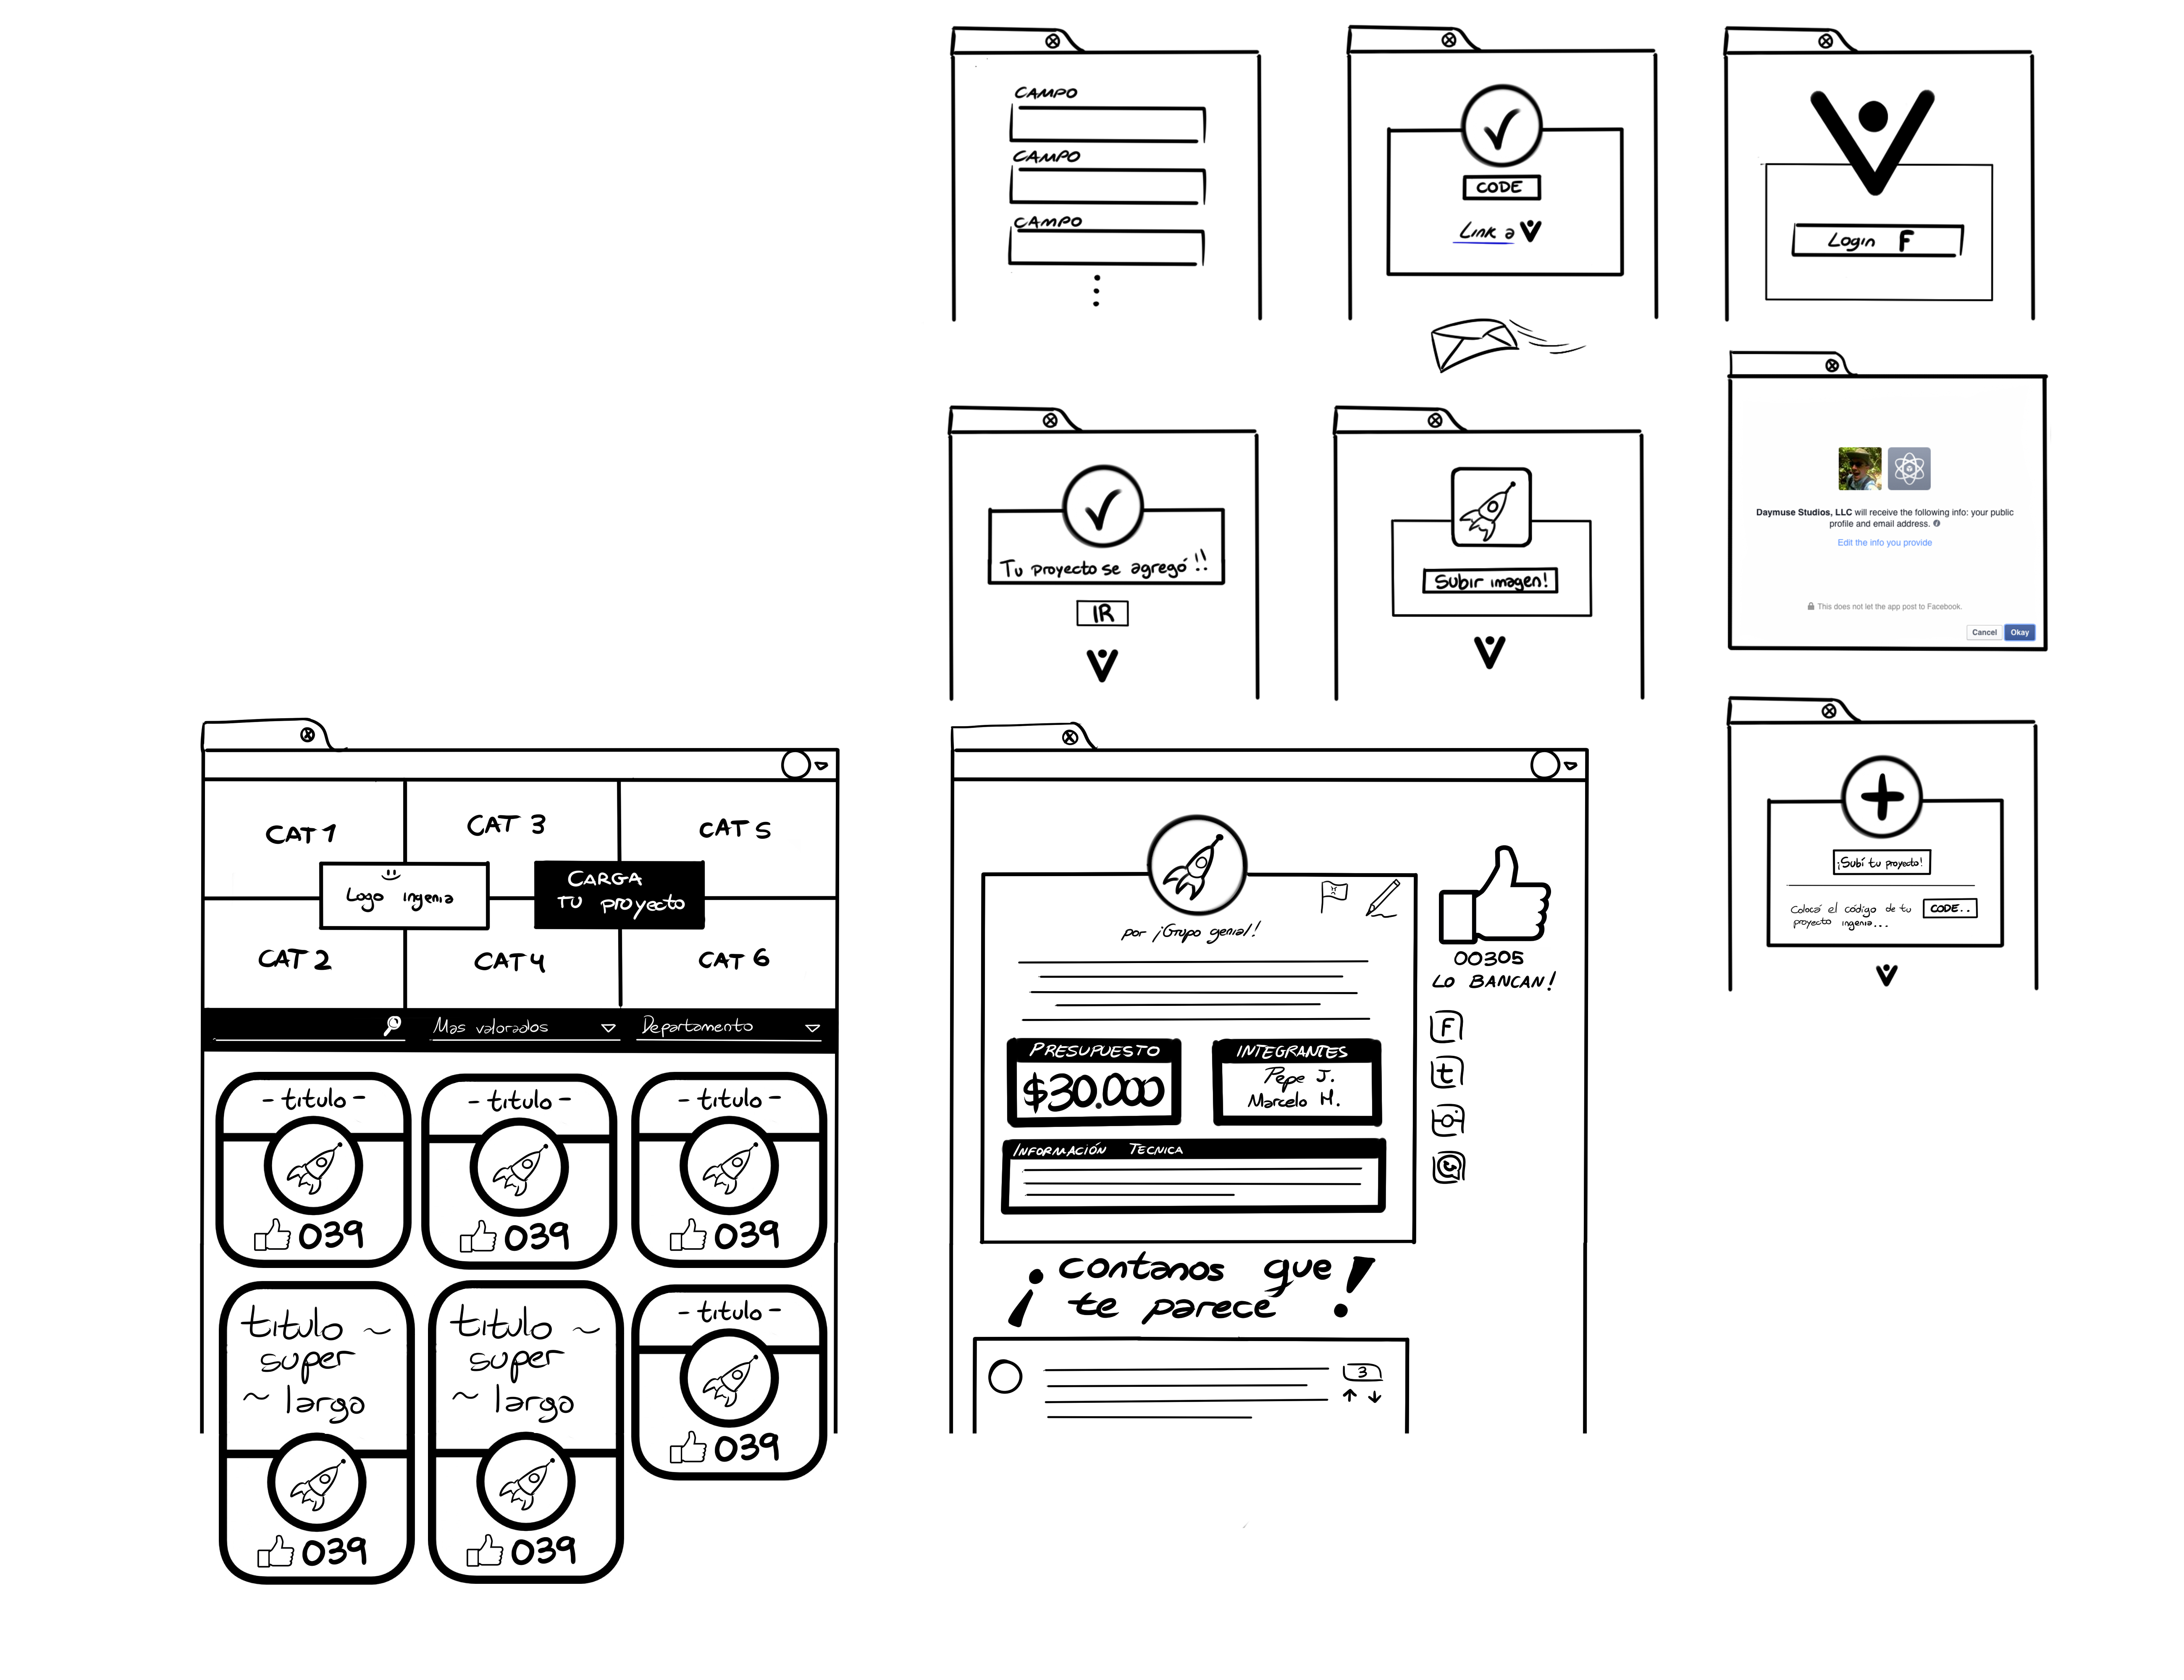 CAMPO
CAMPO
CAMPO
CODE
Link a
Login F
Tu proyecto se agregó!!
IR
Subir imagen!
Daymuse Studios, LLC will receive the following info: your public
profile and email address.
Edit the info you provide
This does not let the app post to Facebook.
Cancel Okay
¡Subí tu proyecto!
Colocá el código de tu
proyecto ingenia...
CODE..
CAT 1
CAT 3
CAT 5
Logo ingenia
CARGA
TU proyecto
CAT 2
CAT 4
CAT 6
Mas valorados
Departamento
- titulo -
- titulo -
- titulo -
039
039
039
titulo ~
super
~ largo
titulo ~
super
~ largo
- titulo -
039
039
039
por ¡Grupo genial!
00305
LO BANCAN!
PRESUPUESTO
$30.000
INTEGRANTES
Pepe J.
Marcelo H.
INFORMACIÓN TECNICA
F
t
¡contanos que
te parece!
3